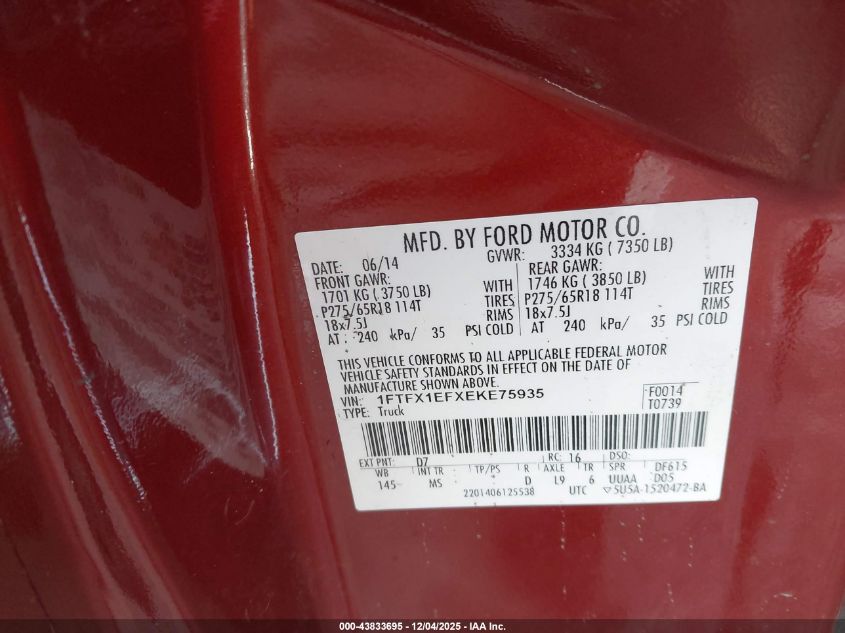 MFD. BY FORD MOTOR CO.
DATE: 06/14 GVWR: 3334 KG ( 7350 LB)
FRONT GAWR: REAR GAWR:
1701 KG ( 3750 LB) WITH 1746 KG ( 3850 LB) WITH
P275/65R18 114T TIRES P275/65R18 114T TIRES
18x7.5J RIMS 18x7.5J RIMS
AT : 240 kPa/ 35 PSI COLD AT 240 kPa/ 35 PSI COLD
THIS VEHICLE CONFORMS TO ALL APPLICABLE FEDERAL MOTOR
VEHICLE SAFETY STANDARDS IN EFFECT ON THE DATE OF
MANUFACTURE SHOWN ABOVE.
VIN: 1FTFX1EFXEKE75935 F0014
TYPE: Truck T0739
EXT PNT: D7 RC: 16 DSO:
WB INT TR TP/PS R AXLE TR SPR DF615
145 MS D L9 6 UUAA D05
2201406125538 UTC ▽5U5A-1520472-BA
000-43833695 - 12/04/2025 - IAA Inc.